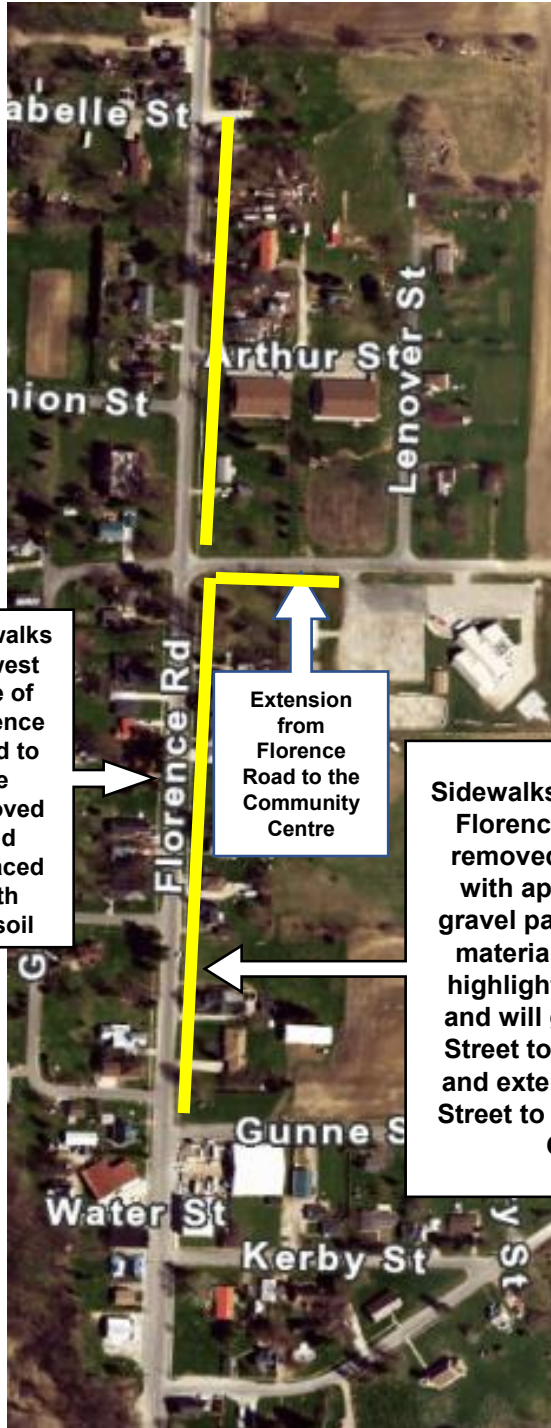 abelle St
Arthur St
Lenover St
nion St
walks
west
e of
ence
d to
e
oved
d
aced
th
soil
Florence Rd
Extension
from
Florence
Road to the
Community
Centre
Sidewalks
Florenc
removed
with ap
gravel pa
materia
highlight
and will
Street to
and exte
Street to
G
Gunne S
Water St
Kerby St
y St